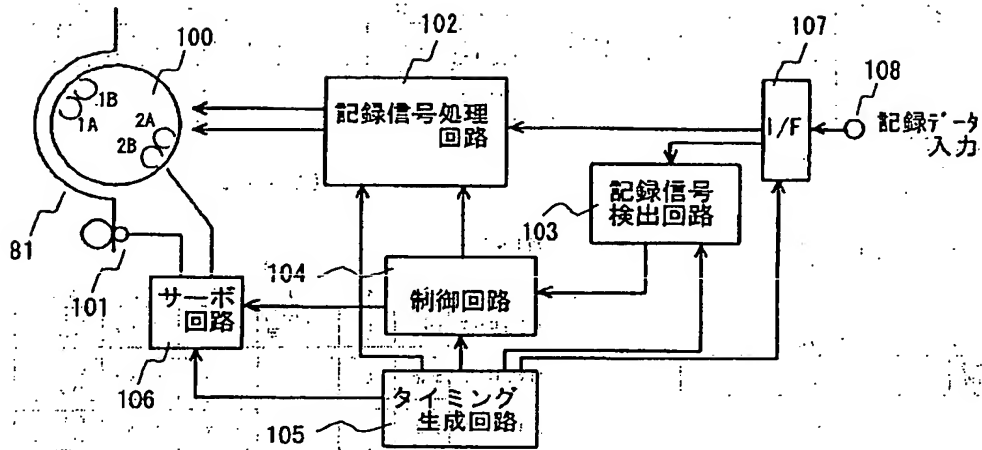 102
107
100
108
1B
1A
2A
2B
記録信号処理
回路
I/F
記録データ
入力
記録信号
検出回路
103
81
101
104
制御回路
サーボ
回路
106
タイミング
生成回路
105